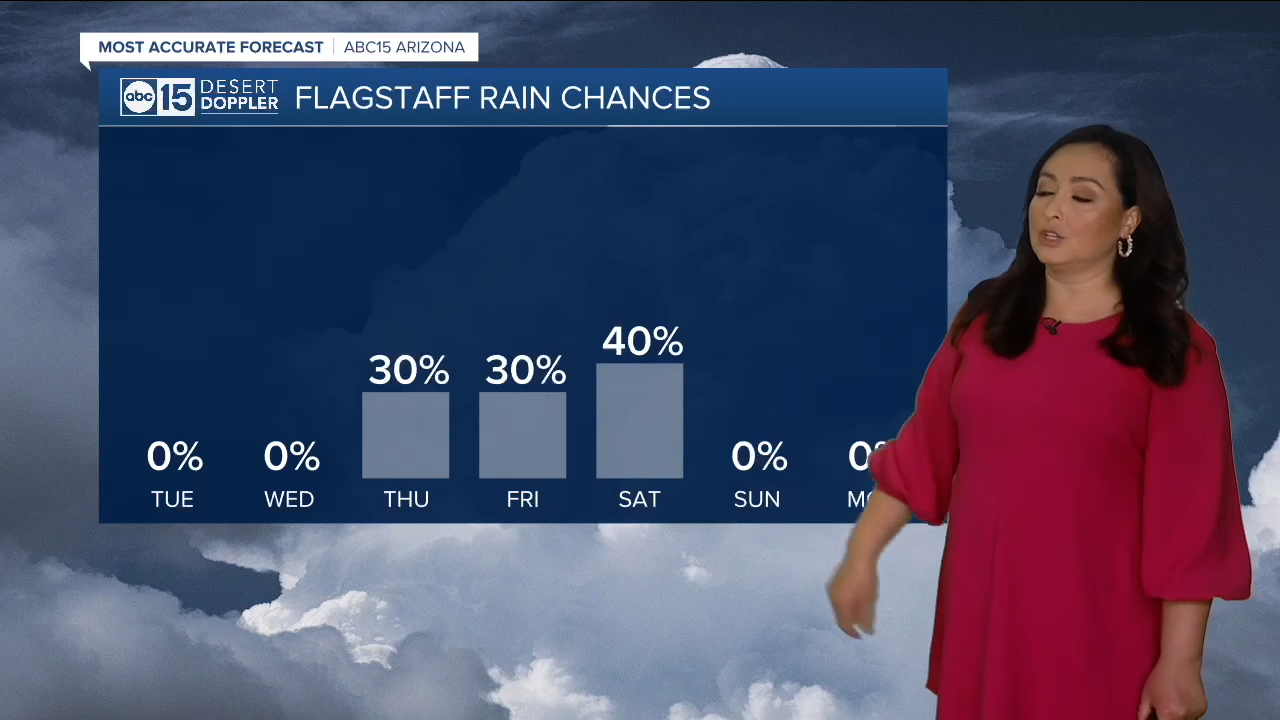 MOST ACCURATE FORECAST | ABC15 ARIZONA
abc 15 DESERT DOPPLER FLAGSTAFF RAIN CHANCES
0% 0% 30% 30% 40% 0%
TUE WED THU FRI SAT SUN